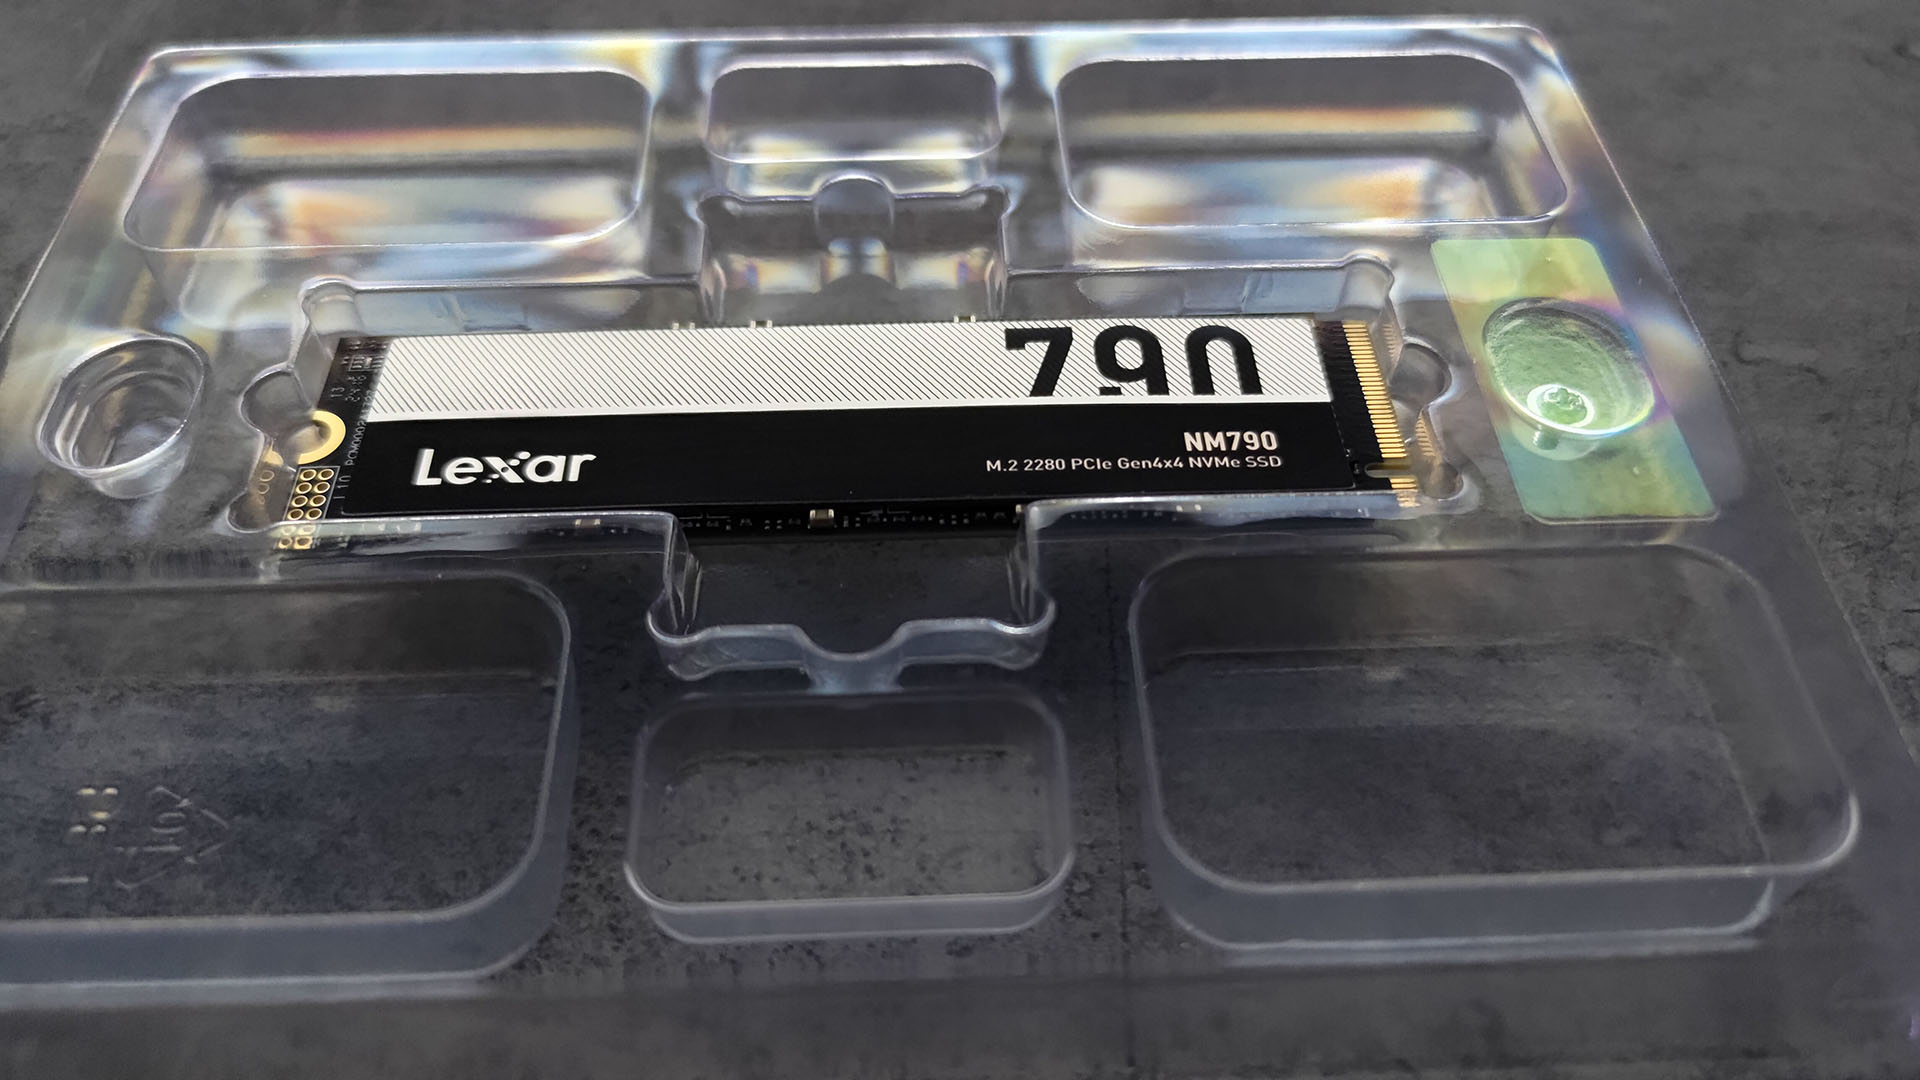 790
Lexar
NM790
M.2 2280 PCIe Gen4x4 NVMe SSD